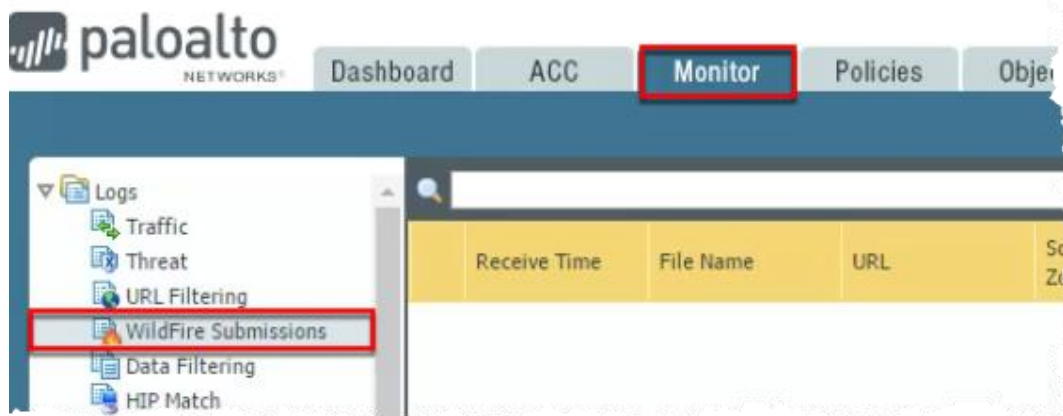 paloalto
NETWORKS®
Dashboard ACC Monitor Policies Obje
Logs
Traffic
Threat
URL Filtering
WildFire Submissions
Data Filtering
HIP Match
Receive Time File Name URL